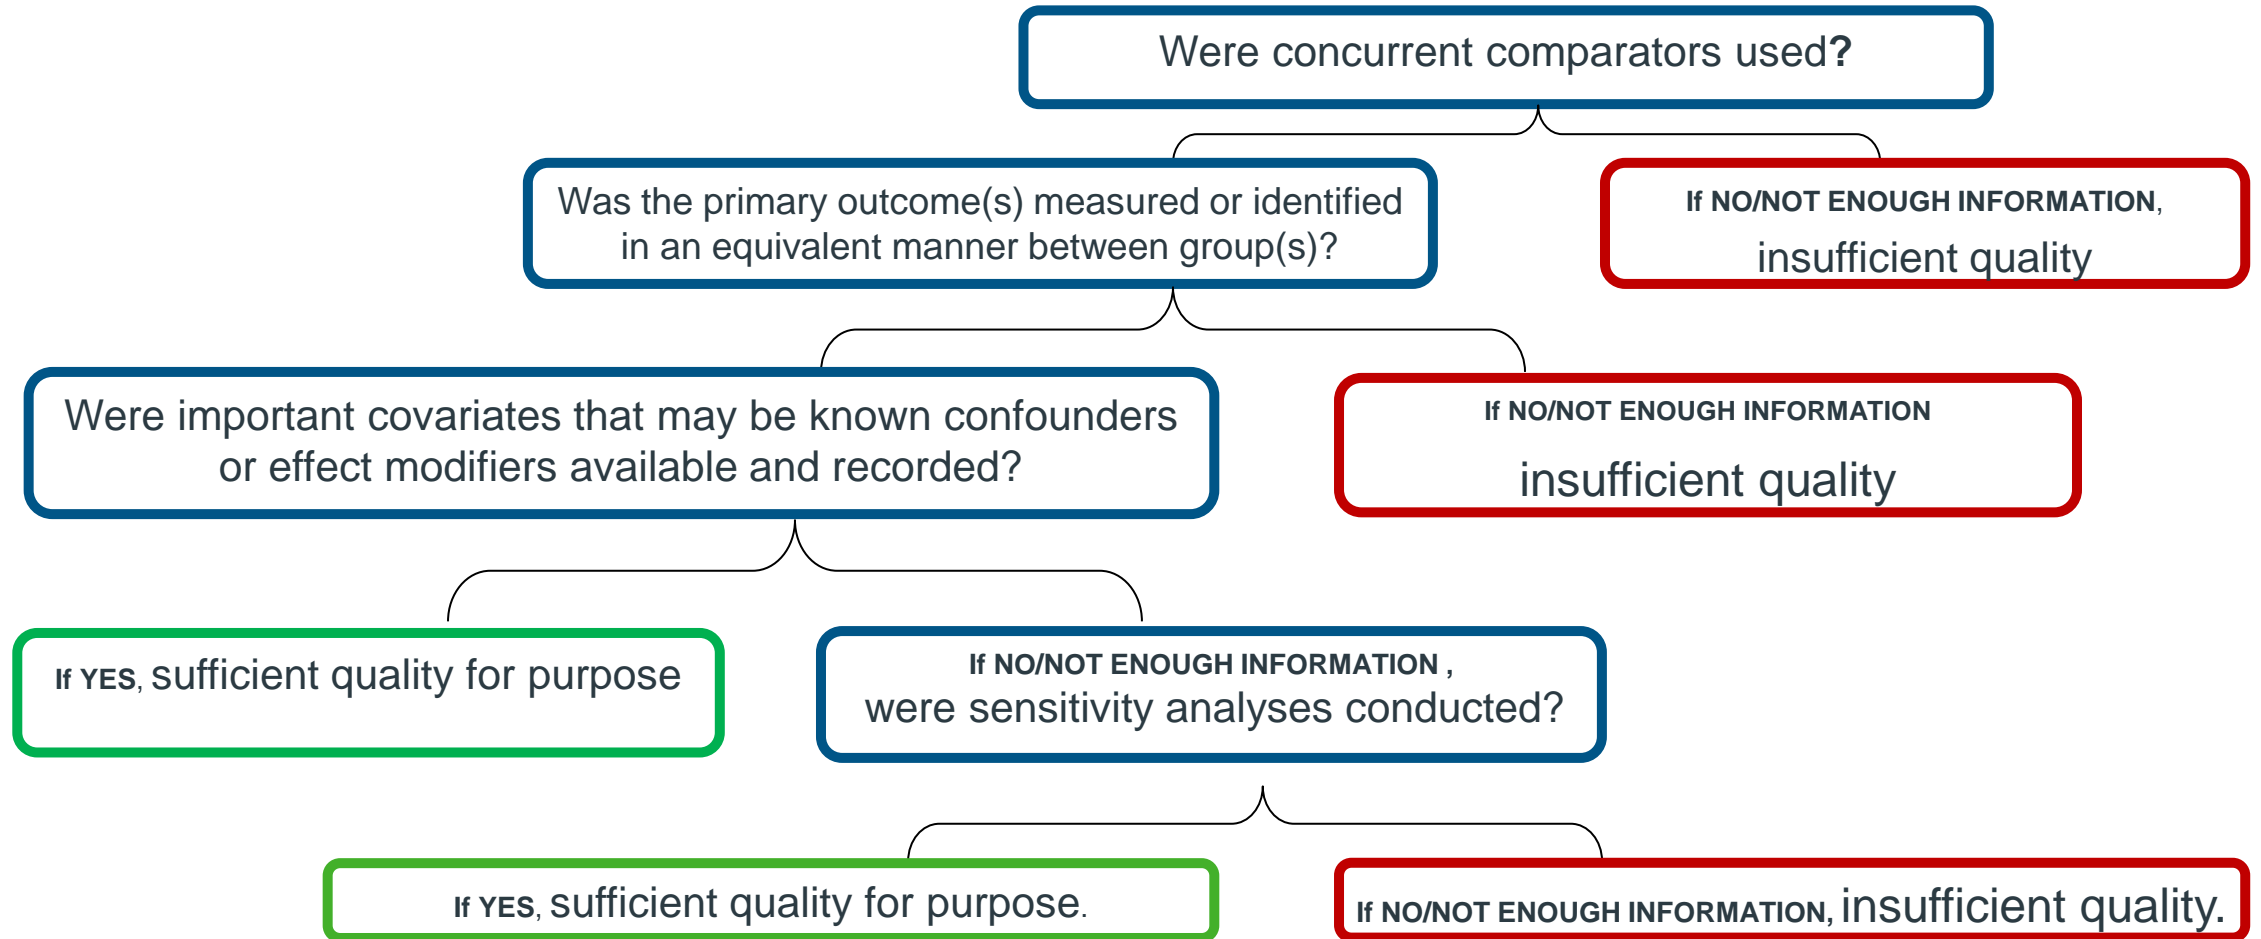 Were concurrent comparators used?
Was the primary outcome(s) measured or identified
in an equivalent manner between group(s)?
If NO/NOT ENOUGH INFORMATION,
insufficient quality
Were important covariates that may be known confounders
or effect modifiers available and recorded?
If NO/NOT ENOUGH INFORMATION
insufficient quality
If YES, sufficient quality for purpose
If NO/NOT ENOUGH INFORMATION ,
were sensitivity analyses conducted?
If YES, sufficient quality for purpose.
If NO/NOT ENOUGH INFORMATION, insufficient quality.